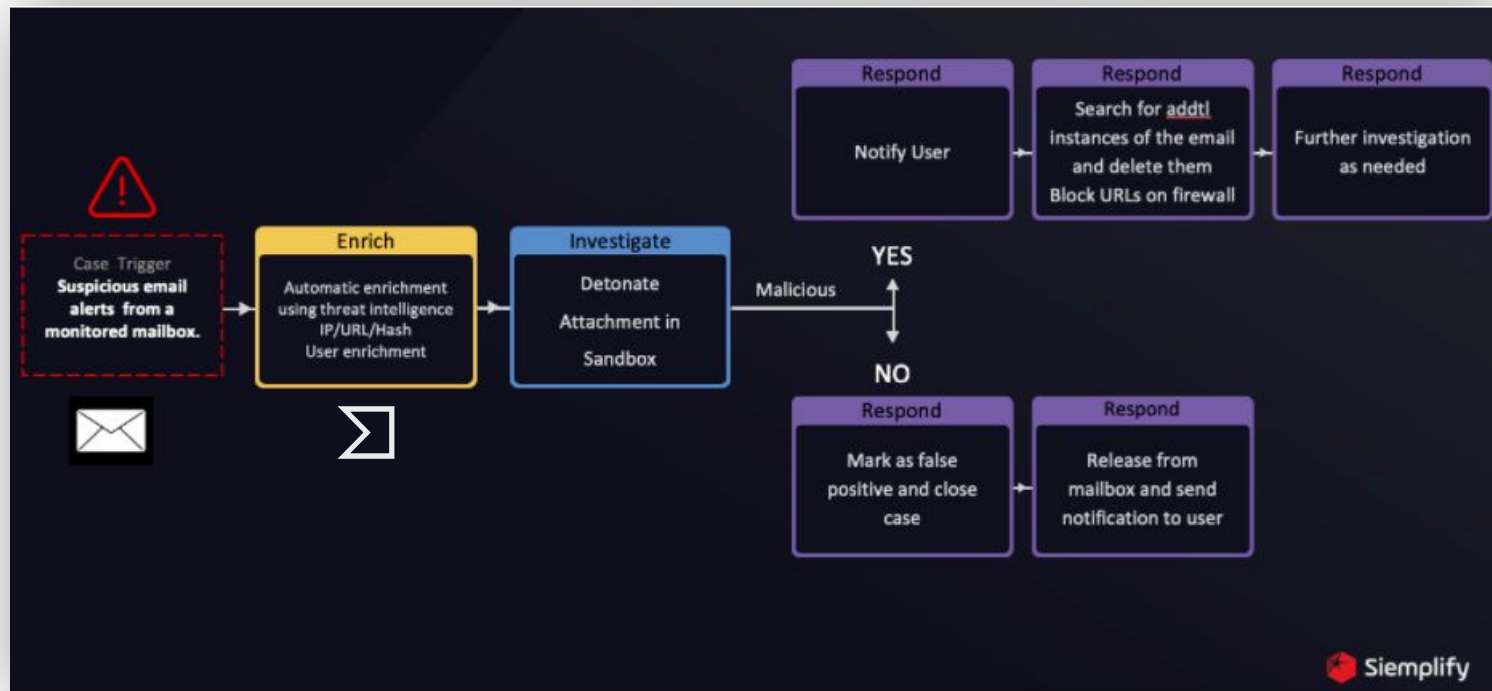 Case Trigger
Suspicious email
alerts from a
monitored mailbox.
Enrich
Automatic enrichment
using threat intelligence
IP/URL/Hash
User enrichment
Investigate
Detonate
Attachment in
Sandbox
Malicious
YES
NO
Respond
Notify User
Respond
Search for addtl
instances of the email
and delete them
Block URLs on firewall
Respond
Further investigation
as needed
Respond
Mark as false
positive and close
case
Respond
Release from
mailbox and send
notification to user
Siemplify